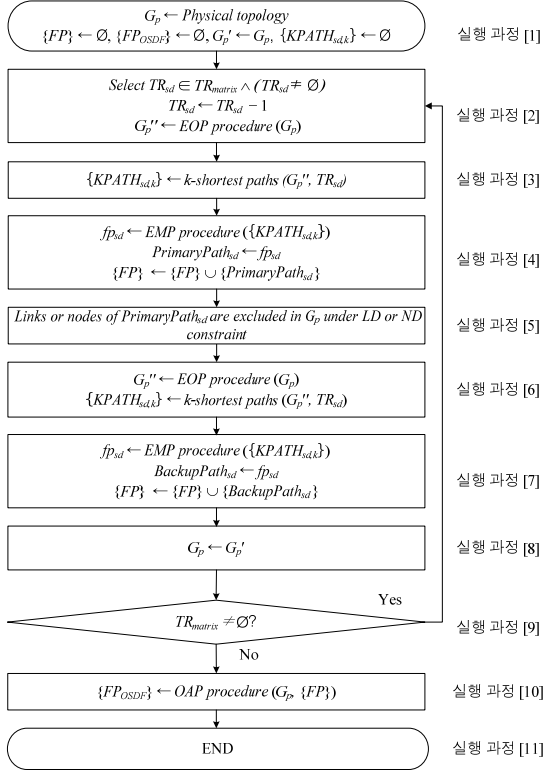 G_p ← Physical topology
{FP} ← Ø, {FP_OSDF} ← Ø, G_p' ← G_p, {KPATH_sd,k} ← Ø
실행 과정 [1]
Select TR_sd ∈ TR_matrix ∧ (TR_sd ≠ Ø)
TR_sd ← TR_sd − 1
G_p'' ← EOP procedure (G_p)
실행 과정 [2]
{KPATH_sd,k} ← k-shortest paths (G_p'', TR_sd)
실행 과정 [3]
fp_sd ← EMP procedure ({KPATH_sd,k})
PrimaryPath_sd ← fp_sd
{FP} ← {FP} ∪ {PrimaryPath_sd}
실행 과정 [4]
Links or nodes of PrimaryPath_sd are excluded in G_p under LD or ND
constraint
실행 과정 [5]
G_p'' ← EOP procedure (G_p)
{KPATH_sd,k} ← k-shortest paths (G_p'', TR_sd)
실행 과정 [6]
fp_sd ← EMP procedure ({KPATH_sd,k})
BackupPath_sd ← fp_sd
{FP} ← {FP} ∪ {BackupPath_sd}
실행 과정 [7]
G_p ← G_p'
실행 과정 [8]
Yes
TR_matrix ≠ Ø?
실행 과정 [9]
No
{FP_OSDF} ← OAP procedure (G_p, {FP})
실행 과정 [10]
END
실행 과정 [11]